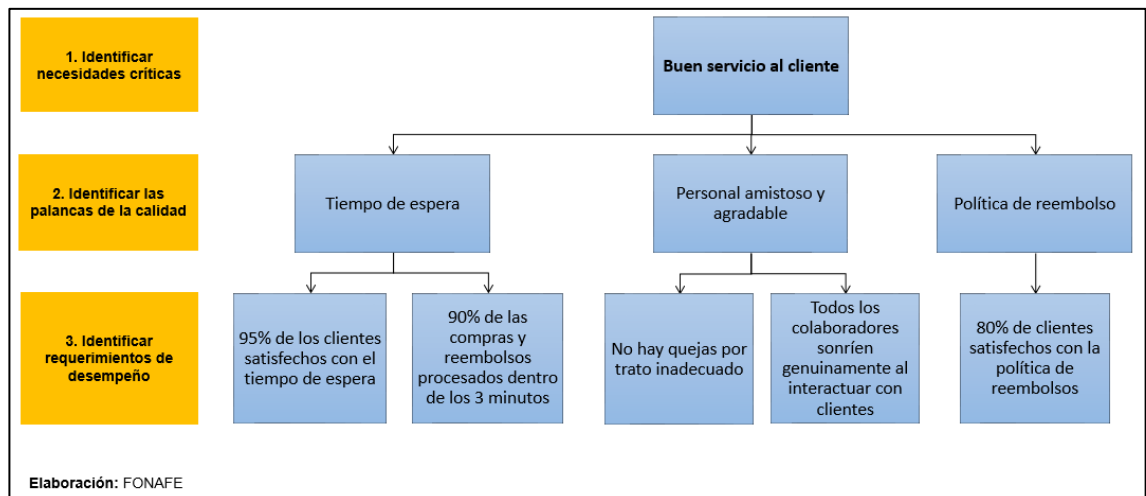 1. Identificar
necesidades críticas
Buen servicio al cliente
2. Identificar las
palancas de la calidad
Tiempo de espera
Personal amistoso y
agradable
Política de reembolso
3. Identificar
requerimientos de
desempeño
95% de los clientes
satisfechos con el
tiempo de espera
90% de las
compras y
reembolsos
procesados dentro
de los 3 minutos
No hay quejas por
trato inadecuado
Todos los
colaboradores
sonríen
genuinamente al
interactuar con
clientes
80% de clientes
satisfechos con la
política de
reembolsos
Elaboración: FONAFE